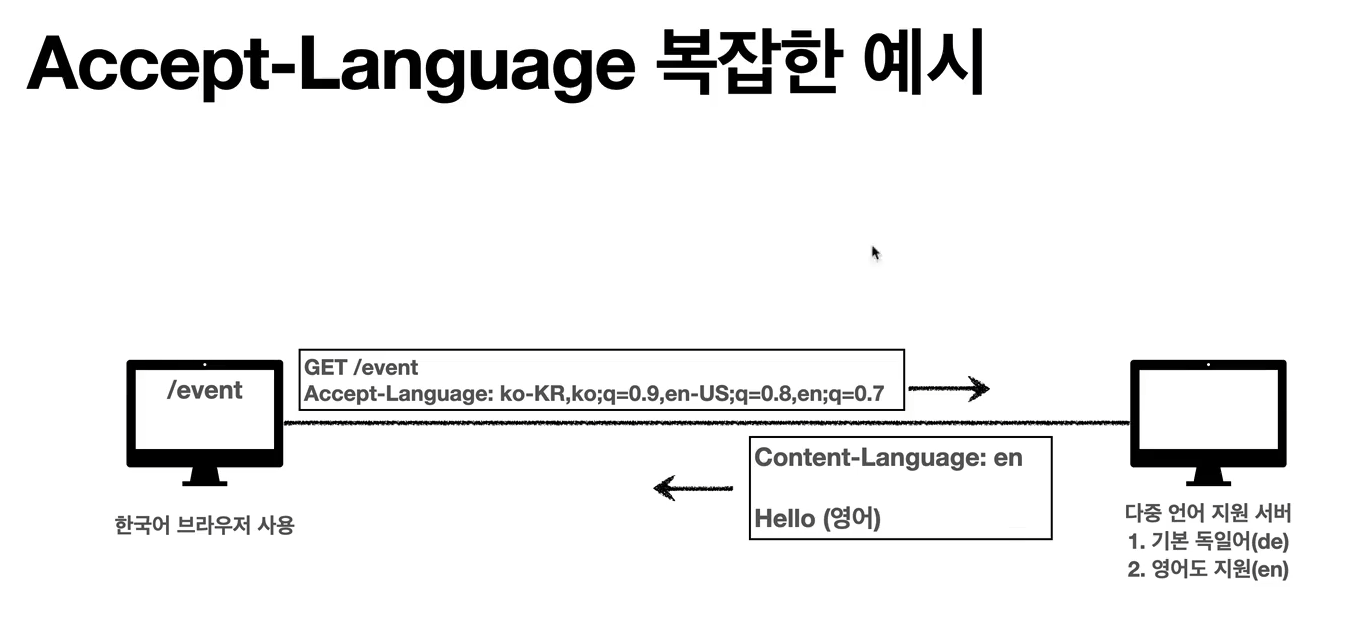 Accept-Language 복잡한 예시
/event
GET /event
Accept-Language: ko-KR,ko;q=0.9,en-US;q=0.8,en;q=0.7
Content-Language: en
Hello (영어)
한국어 브라우저 사용
다중 언어 지원 서버
1. 기본 독일어(de)
2. 영어도 지원(en)